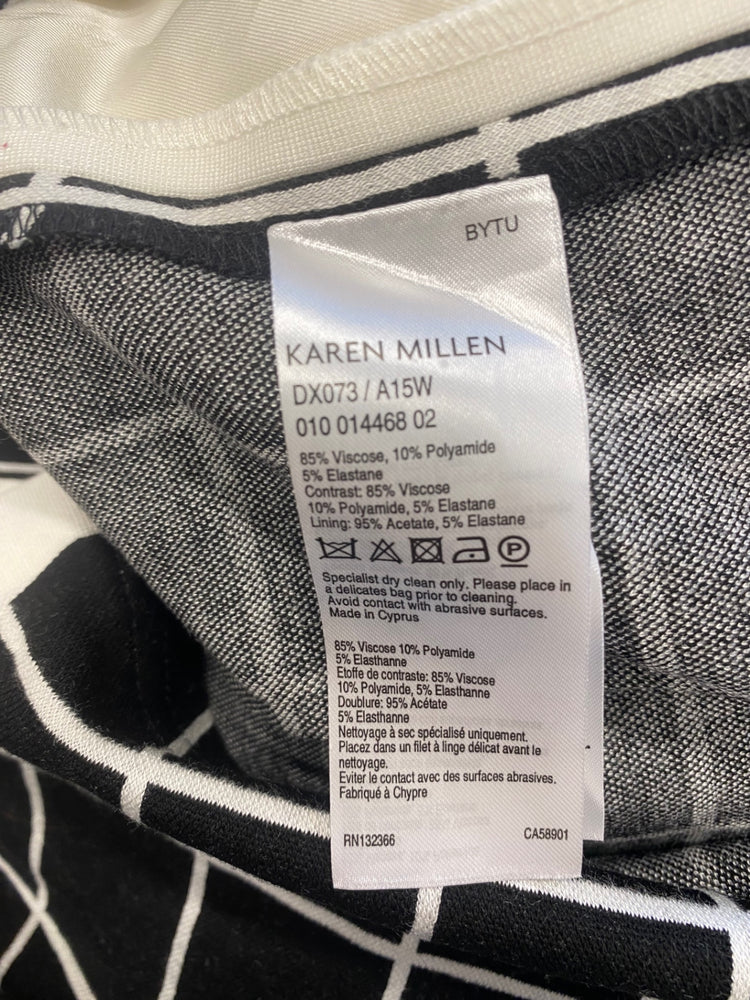 BYTU
KAREN MILLEN
DX073 / A15W
010 014468 02
85% Viscose, 10% Polyamide
5% Elastane
Contrast: 85% Viscose
10% Polyamide, 5% Elastane
Lining: 95% Acetate, 5% Elastane
P
Specialist dry clean only. Please place in
a delicates bag prior to cleaning.
Avoid contact with abrasive surfaces.
Made in Cyprus
85% Viscose 10% Polyamide
5% Elasthanne
Etoffe de contraste: 85% Viscose
10% Polyamide, 5% Elasthanne
Doublure: 95% Acétate
5% Elasthanne
Nettoyage à sec spécialisé uniquement.
Placez dans un filet à linge délicat avant le
nettoyage.
Eviter le contact avec des surfaces abrasives.
Fabriqué à Chypre
RN132366 CA58901